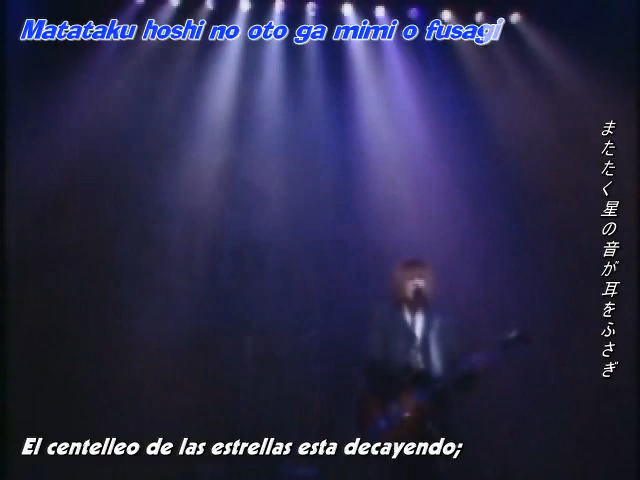 Matataku hoshi no oto ga mimi o fusagi
またたく星の音が耳をふさぎ
El centelleo de las estrellas esta decayendo;